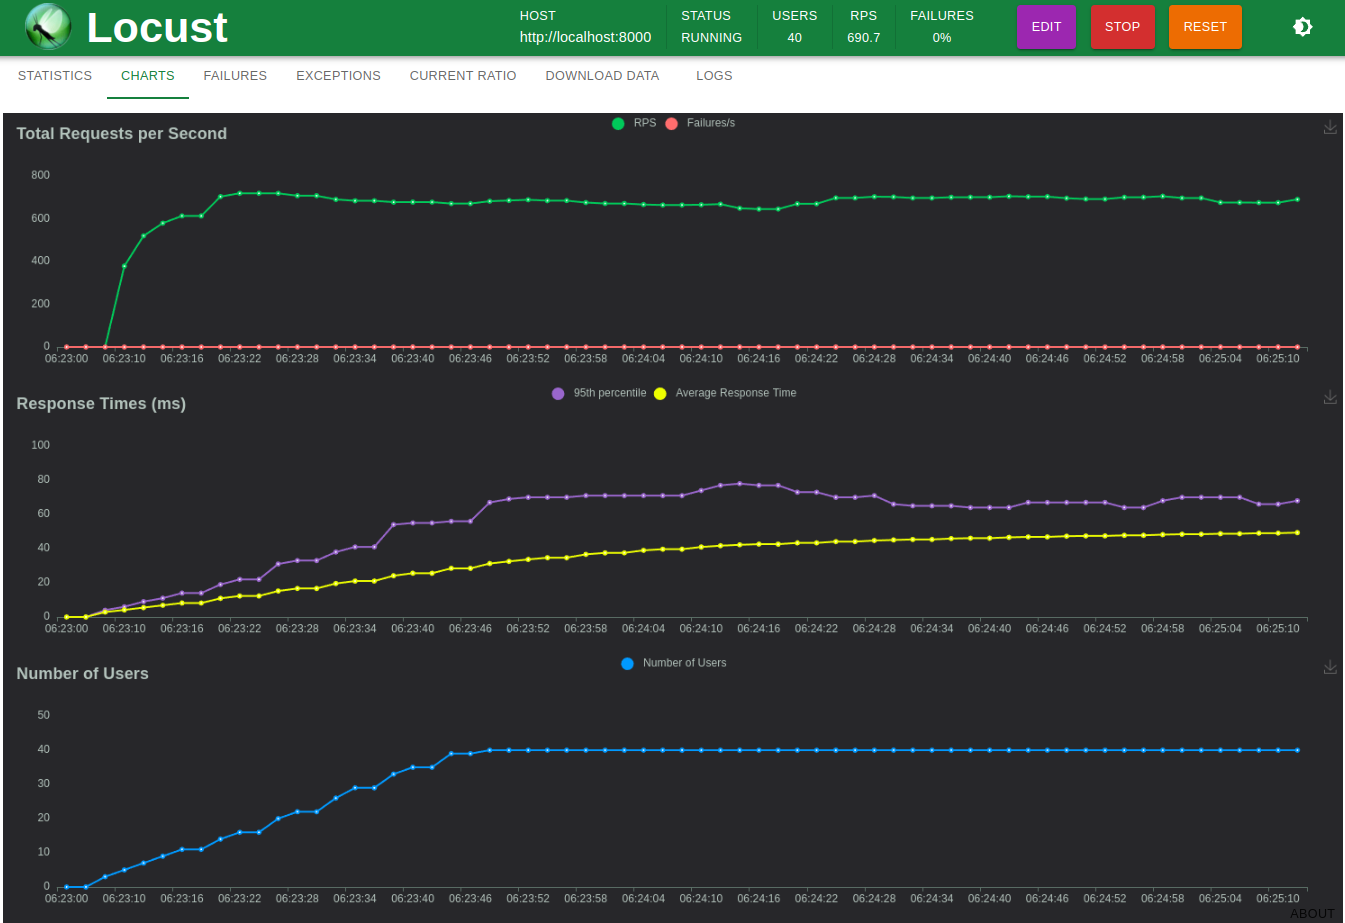 Locust
HOST
http://localhost:8000
STATUS
RUNNING
USERS
40
RPS
690.7
FAILURES
0%
EDIT
STOP
RESET
STATISTICS CHARTS FAILURES EXCEPTIONS CURRENT RATIO DOWNLOAD DATA LOGS
Total Requests per Second
RPS Failures/s
800
600
400
200
0
06:23:00 06:23:10 06:23:16 06:23:22 06:23:28 06:23:34 06:23:40 06:23:46 06:23:52 06:23:58 06:24:04 06:24:10 06:24:16 06:24:22 06:24:28 06:24:34 06:24:40 06:24:46 06:24:52 06:24:58 06:25:04 06:25:10
Response Times (ms)
95th percentile Average Response Time
100
80
60
40
20
0
06:23:00 06:23:10 06:23:16 06:23:22 06:23:28 06:23:34 06:23:40 06:23:46 06:23:52 06:23:58 06:24:04 06:24:10 06:24:16 06:24:22 06:24:28 06:24:34 06:24:40 06:24:46 06:24:52 06:24:58 06:25:04 06:25:10
Number of Users
Number of Users
50
40
30
20
10
0
06:23:00 06:23:10 06:23:16 06:23:22 06:23:28 06:23:34 06:23:40 06:23:46 06:23:52 06:23:58 06:24:04 06:24:10 06:24:16 06:24:22 06:24:28 06:24:34 06:24:40 06:24:46 06:24:52 06:24:58 06:25:04 06:25:10
ABOUT